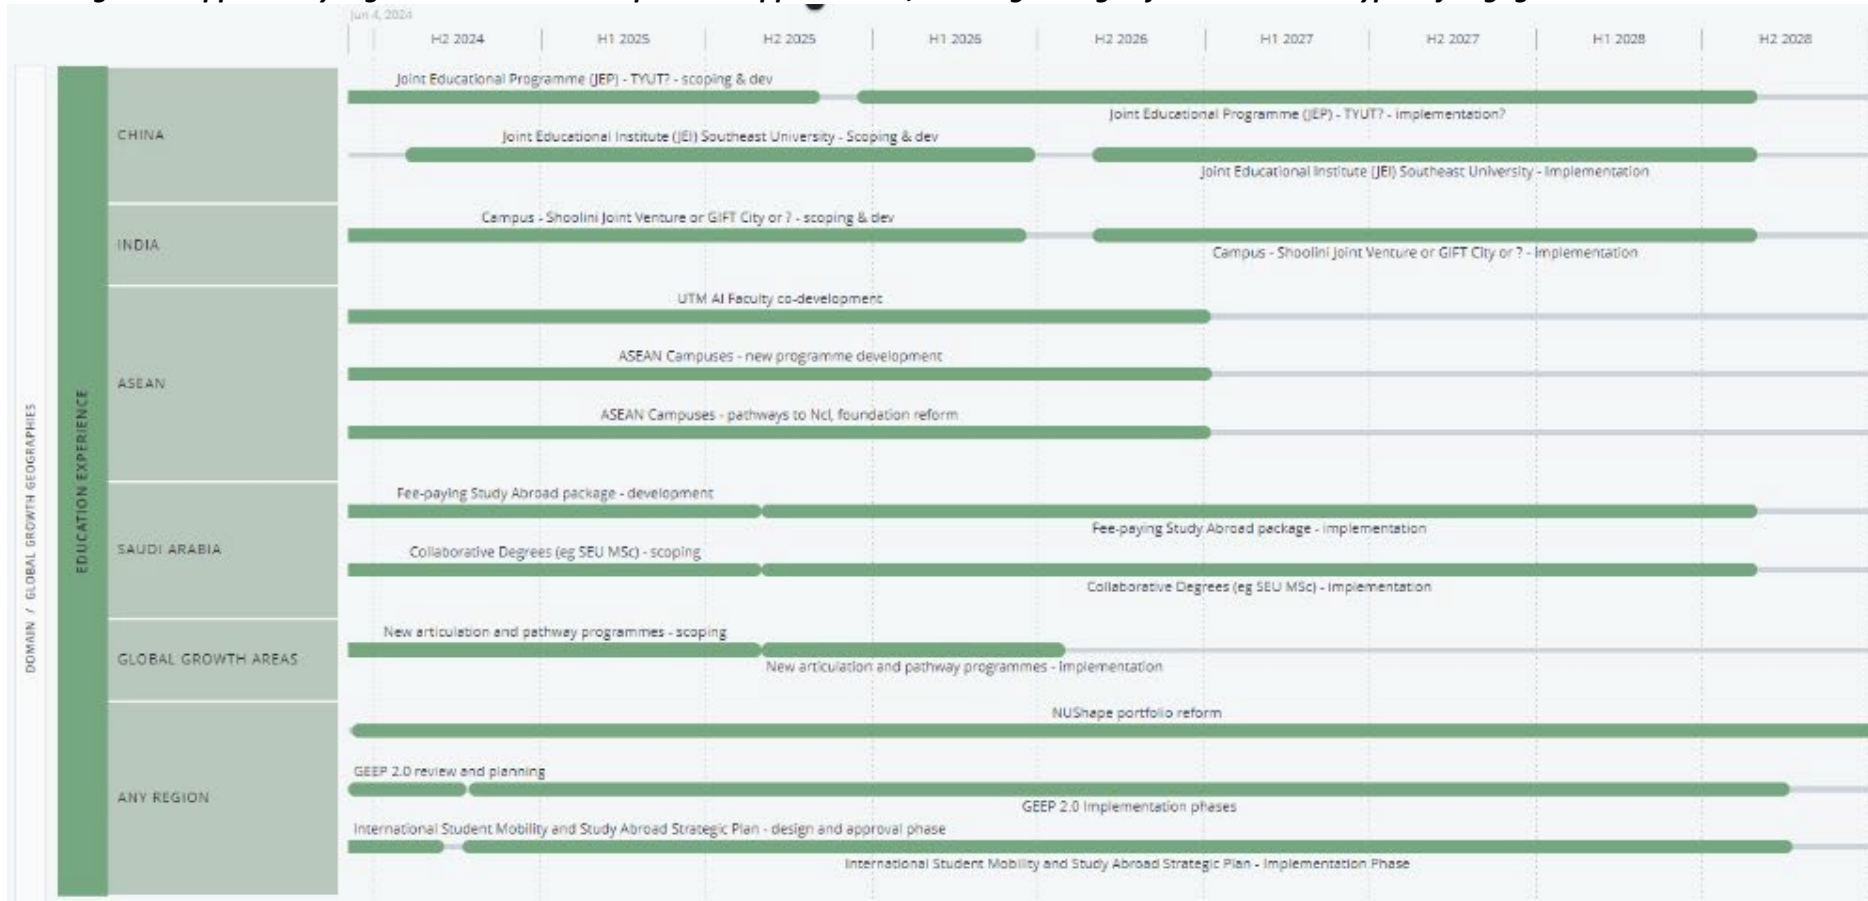 Jun 4, 2024
H2 2024 H1 2025 H2 2025 H1 2026 H2 2026 H1 2027 H2 2027 H1 2028 H2 2028
DOMAIN / GLOBAL GROWTH GEOGRAPHIES
EDUCATION EXPERIENCE
CHINA
Joint Educational Programme (JEP) - TYUT? - scoping & dev
Joint Educational Programme (JEP) - TYUT? - implementation?
Joint Educational Institute (JEI) Southeast University - Scoping & dev
Joint Educational Institute (JEI) Southeast University - Implementation
INDIA
Campus - Shoolini Joint Venture or GIFT City or ? - scoping & dev
Campus - Shoolini Joint Venture or GIFT City or ? - Implementation
ASEAN
UTM AI Faculty co-development
ASEAN Campuses - new programme development
ASEAN Campuses - pathways to Ncl, foundation reform
SAUDI ARABIA
Fee-paying Study Abroad package - development
Fee-paying Study Abroad package - implementation
Collaborative Degrees (eg SEU MSc) - scoping
Collaborative Degrees (eg SEU MSc) - implementation
GLOBAL GROWTH AREAS
New articulation and pathway programmes - scoping
New articulation and pathway programmes - implementation
ANY REGION
NUShape portfolio reform
GEEP 2.0 review and planning
GEEP 2.0 Implementation phases
International Student Mobility and Study Abroad Strategic Plan - design and approval phase
International Student Mobility and Study Abroad Strategic Plan - Implementation Phase